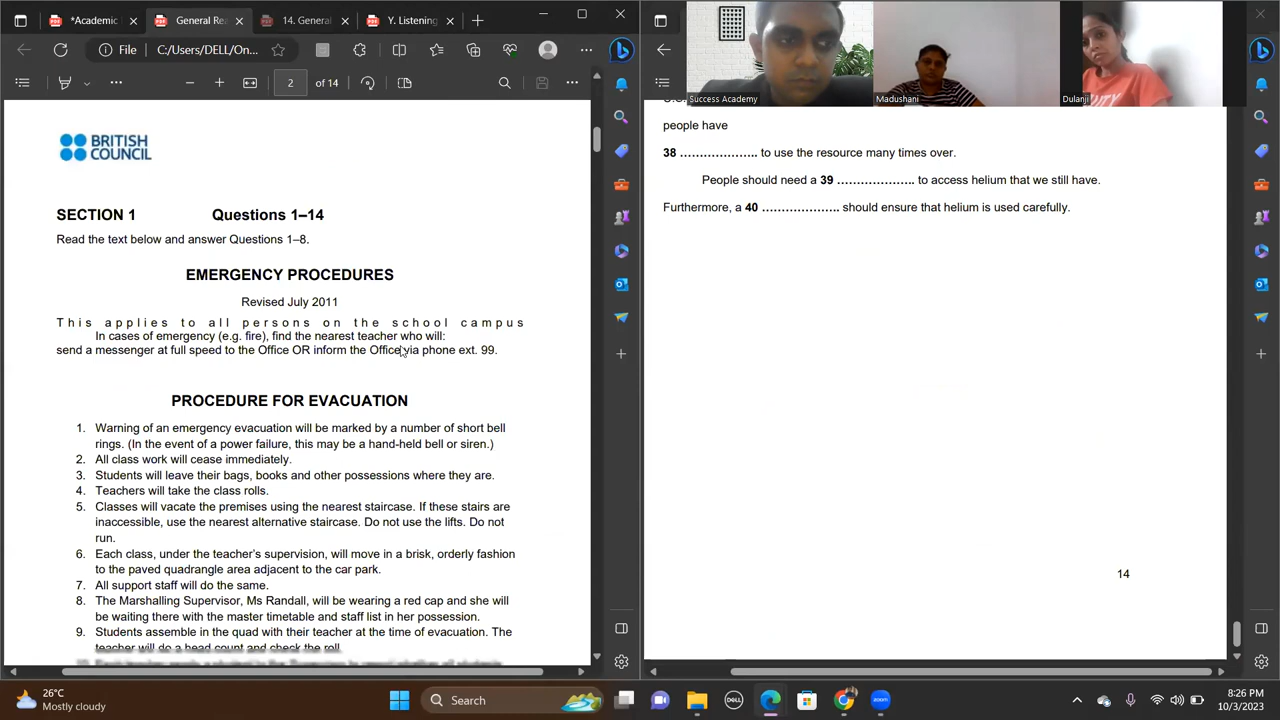 *Academic
General Re
14. General
Y. Listening
File
C:/Users/DELL/On...
2
of 14
BRITISH
COUNCIL
SECTION 1 Questions 1–14
Read the text below and answer Questions 1–8.
EMERGENCY PROCEDURES
Revised July 2011
This applies to all persons on the school campus
In cases of emergency (e.g. fire), find the nearest teacher who will:
send a messenger at full speed to the Office OR inform the Office via phone ext. 99.
PROCEDURE FOR EVACUATION
1. Warning of an emergency evacuation will be marked by a number of short bell
rings. (In the event of a power failure, this may be a hand-held bell or siren.)
2. All class work will cease immediately.
3. Students will leave their bags, books and other possessions where they are.
4. Teachers will take the class rolls.
5. Classes will vacate the premises using the nearest staircase. If these stairs are
inaccessible, use the nearest alternative staircase. Do not use the lifts. Do not
run.
6. Each class, under the teacher's supervision, will move in a brisk, orderly fashion
to the paved quadrangle area adjacent to the car park.
7. All support staff will do the same.
8. The Marshalling Supervisor, Ms Randall, will be wearing a red cap and she will
be waiting there with the master timetable and staff list in her possession.
9. Students assemble in the quad with their teacher at the time of evacuation. The
teacher will do a head count and check the roll.
Success Academy
Madushani
Dulanji
people have
38 ……………….. to use the resource many times over.
People should need a 39 ……………….. to access helium that we still have.
Furthermore, a 40 ……………….. should ensure that helium is used carefully.
14
26°C
Mostly cloudy
Search
DELL
zoom
8:26 PM
10/3/2023